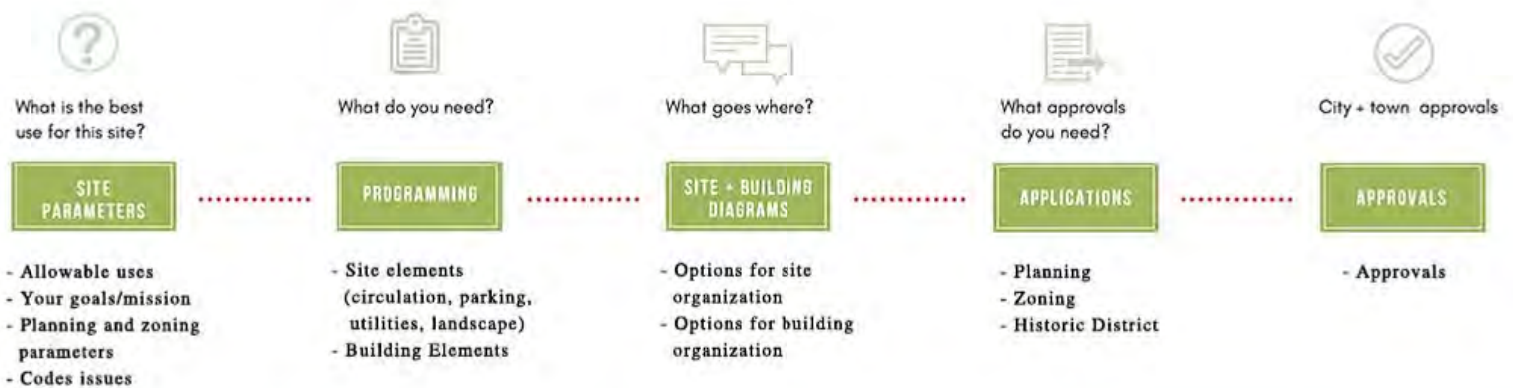 What is the best
use for this site?
SITE
PARAMETERS
- Allowable uses
- Your goals/mission
- Planning and zoning
parameters
- Codes issues
What do you need?
PROGRAMMING
- Site elements
(circulation, parking,
utilities, landscape)
- Building Elements
What goes where?
SITE + BUILDING
DIAGRAMS
- Options for site
organization
- Options for building
organization
What approvals
do you need?
APPLICATIONS
- Planning
- Zoning
- Historic District
City + town approvals
APPROVALS
- Approvals